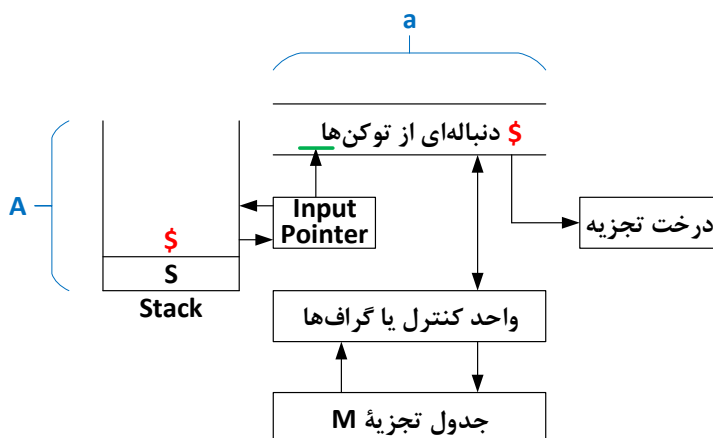 a
دنباله‌ای از توکن‌ها $
A
Input
Pointer
درخت تجزیه
$
S
Stack
واحد کنترل یا گراف‌ها
جدول تجزیهٔ M